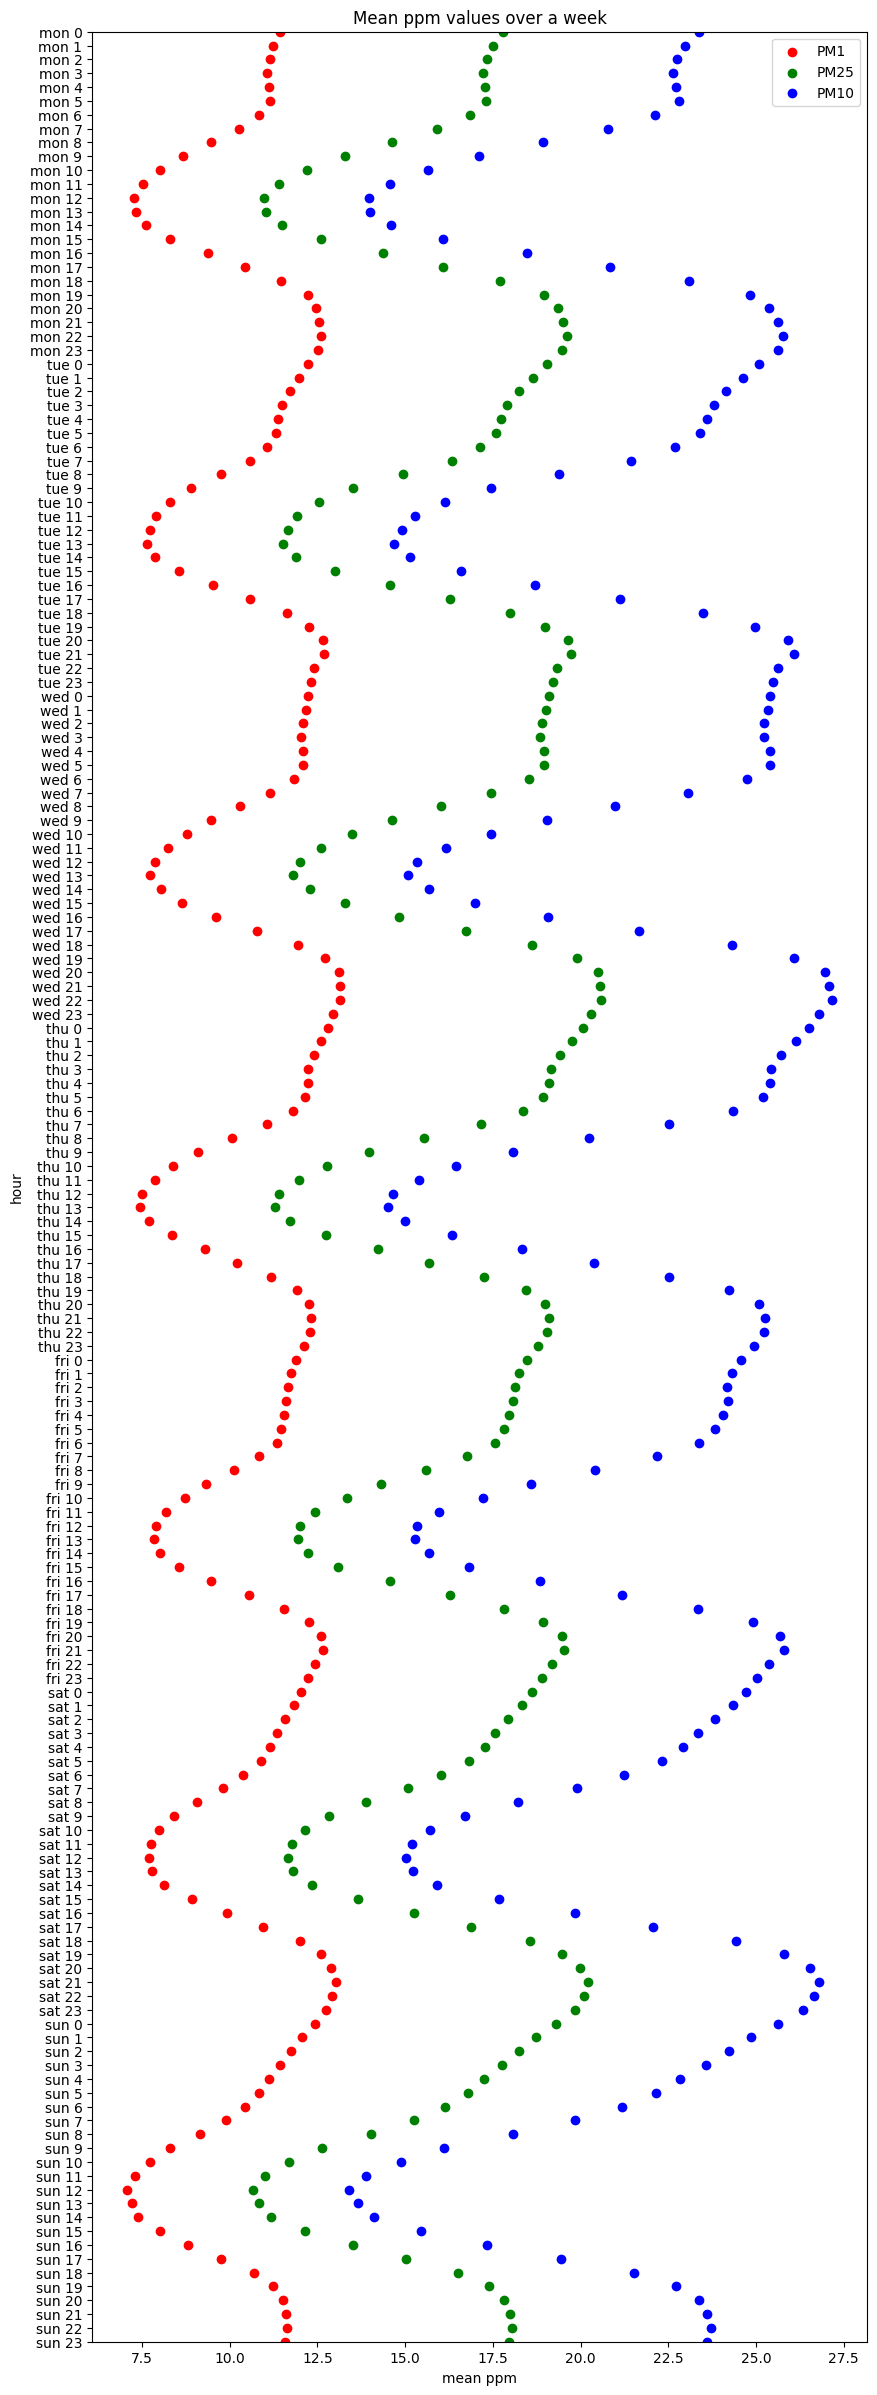 Mean ppm values over a week
PM1
PM25
PM10
mon 0
mon 1
mon 2
mon 3
mon 4
mon 5
mon 6
mon 7
mon 8
mon 9
mon 10
mon 11
mon 12
mon 13
mon 14
mon 15
mon 16
mon 17
mon 18
mon 19
mon 20
mon 21
mon 22
mon 23
tue 0
tue 1
tue 2
tue 3
tue 4
tue 5
tue 6
tue 7
tue 8
tue 9
tue 10
tue 11
tue 12
tue 13
tue 14
tue 15
tue 16
tue 17
tue 18
tue 19
tue 20
tue 21
tue 22
tue 23
wed 0
wed 1
wed 2
wed 3
wed 4
wed 5
wed 6
wed 7
wed 8
wed 9
wed 10
wed 11
wed 12
wed 13
wed 14
wed 15
wed 16
wed 17
wed 18
wed 19
wed 20
wed 21
wed 22
wed 23
thu 0
thu 1
thu 2
thu 3
thu 4
thu 5
thu 6
thu 7
thu 8
thu 9
thu 10
thu 11
thu 12
thu 13
thu 14
thu 15
thu 16
thu 17
thu 18
thu 19
thu 20
thu 21
thu 22
thu 23
fri 0
fri 1
fri 2
fri 3
fri 4
fri 5
fri 6
fri 7
fri 8
fri 9
fri 10
fri 11
fri 12
fri 13
fri 14
fri 15
fri 16
fri 17
fri 18
fri 19
fri 20
fri 21
fri 22
fri 23
sat 0
sat 1
sat 2
sat 3
sat 4
sat 5
sat 6
sat 7
sat 8
sat 9
sat 10
sat 11
sat 12
sat 13
sat 14
sat 15
sat 16
sat 17
sat 18
sat 19
sat 20
sat 21
sat 22
sat 23
sun 0
sun 1
sun 2
sun 3
sun 4
sun 5
sun 6
sun 7
sun 8
sun 9
sun 10
sun 11
sun 12
sun 13
sun 14
sun 15
sun 16
sun 17
sun 18
sun 19
sun 20
sun 21
sun 22
sun 23
hour
7.5 10.0 12.5 15.0 17.5 20.0 22.5 25.0 27.5
mean ppm